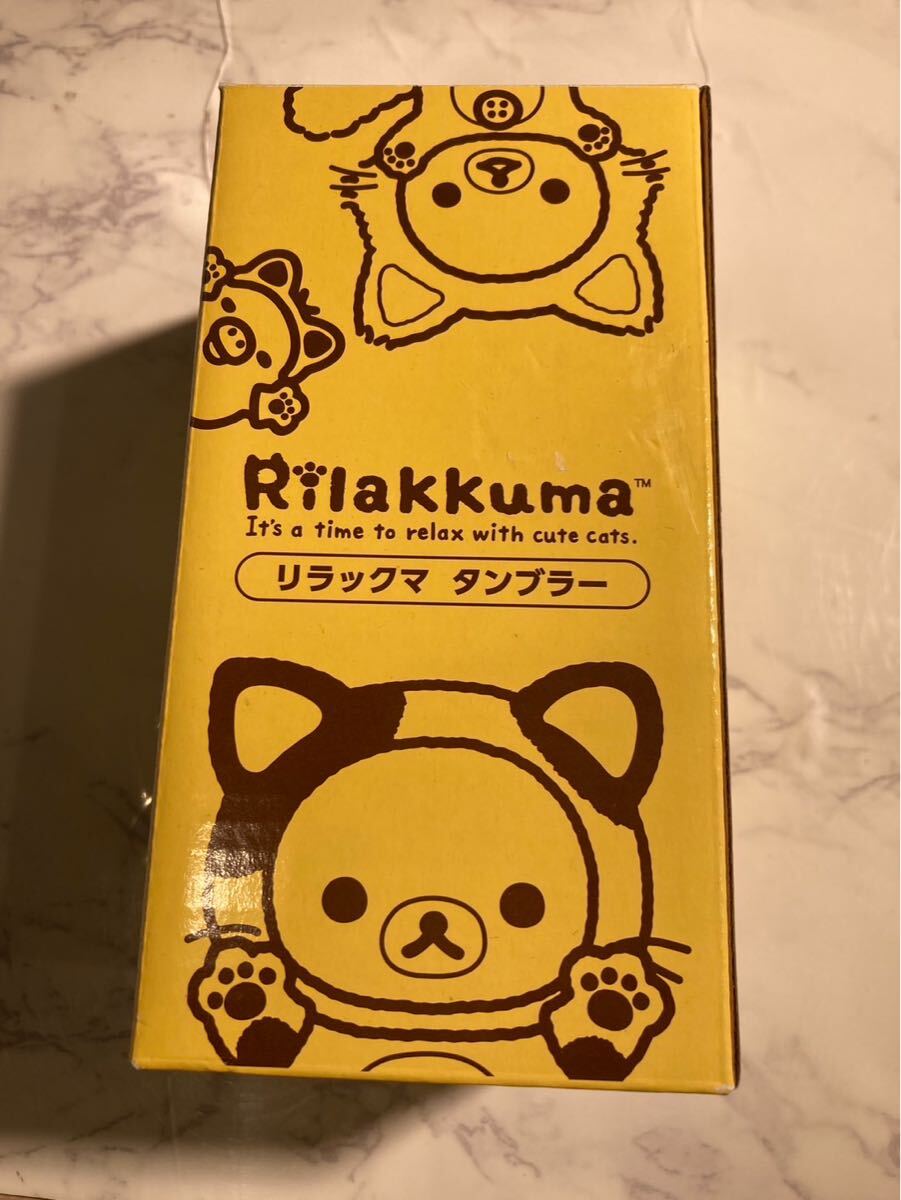 Rilakkuma™
It's a time to relax with cute cats.
リラックマ タンブラー